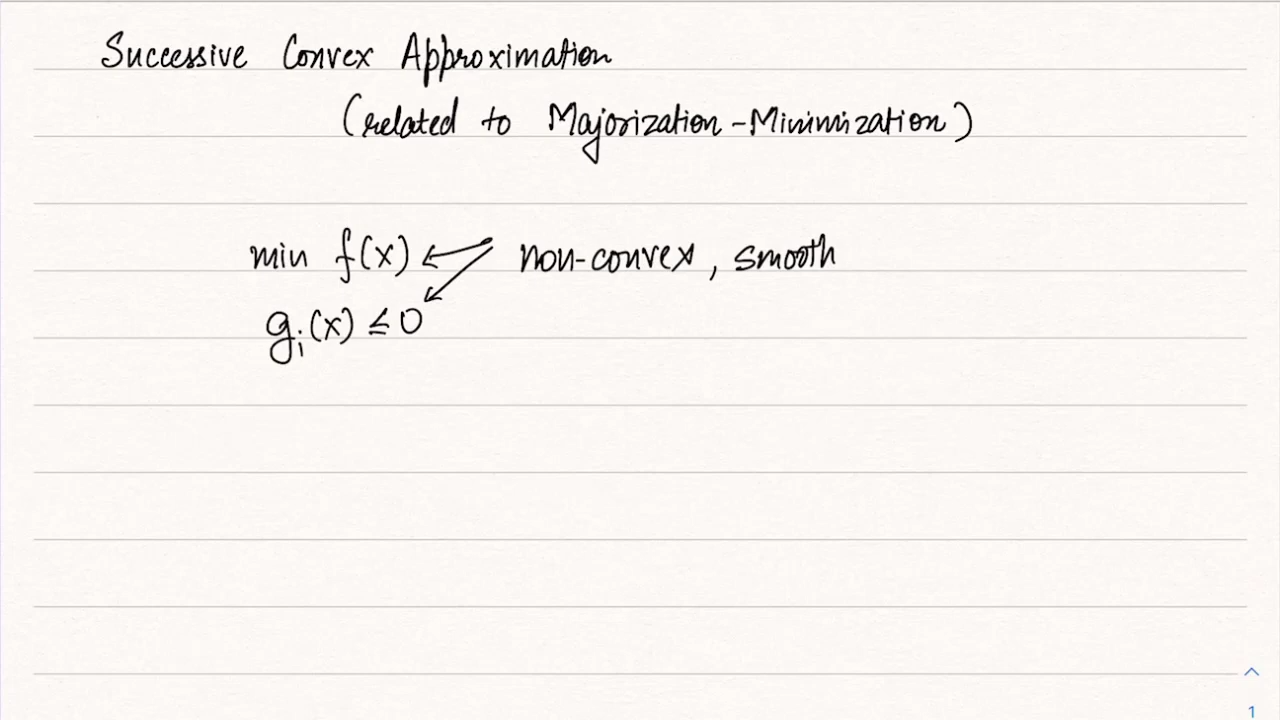 Successive Convex Approximation
(related to Majorization-Minimization)
min f(x) ← non-convex, smooth
gᵢ(x) ≤ 0
1